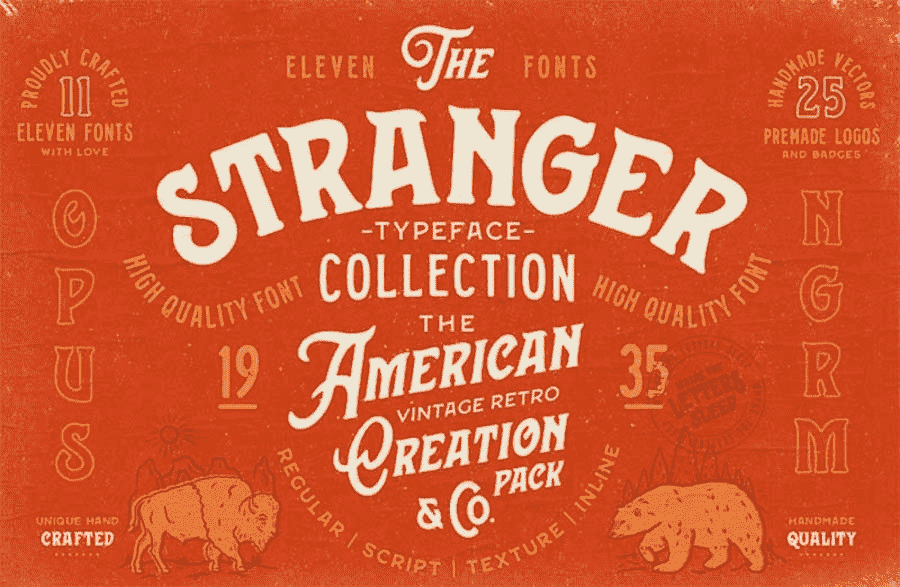 ELEVEN The FONTS
PROUDLY CRAFTED
11
ELEVEN FONTS
WITH LOVE
HANDMADE VECTORS
25
PREMADE LOGOS
AND BADGES
STRANGER
-TYPEFACE-
COLLECTION
HIGH QUALITY FONT
HIGH QUALITY FONT
THE
AMERICAN
VINTAGE RETRO
CREATION
PACK
& Co.
19
35
OPUS
NGRM
REGULAR | SCRIPT | TEXTURE | INLINE
UNIQUE HAND
CRAFTED
HANDMADE
QUALITY